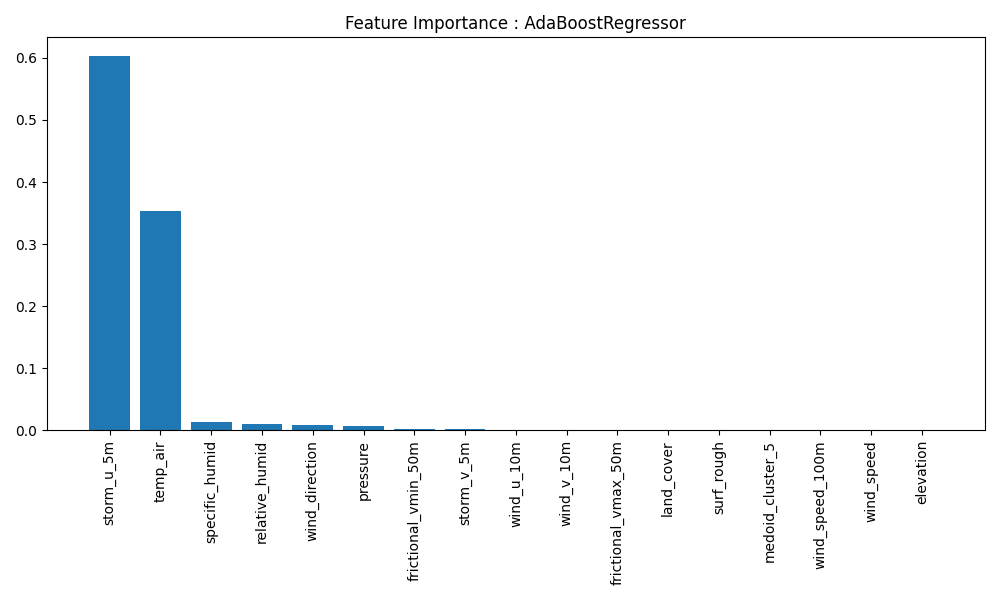 Feature Importance : AdaBoostRegressor
0.6
0.5
0.4
0.3
0.2
0.1
0.0
storm_u_5m
temp_air
specific_humid
relative_humid
wind_direction
pressure
frictional_vmin_50m
storm_v_5m
wind_u_10m
wind_v_10m
frictional_vmax_50m
land_cover
surf_rough
medoid_cluster_5
wind_speed_100m
wind_speed
elevation